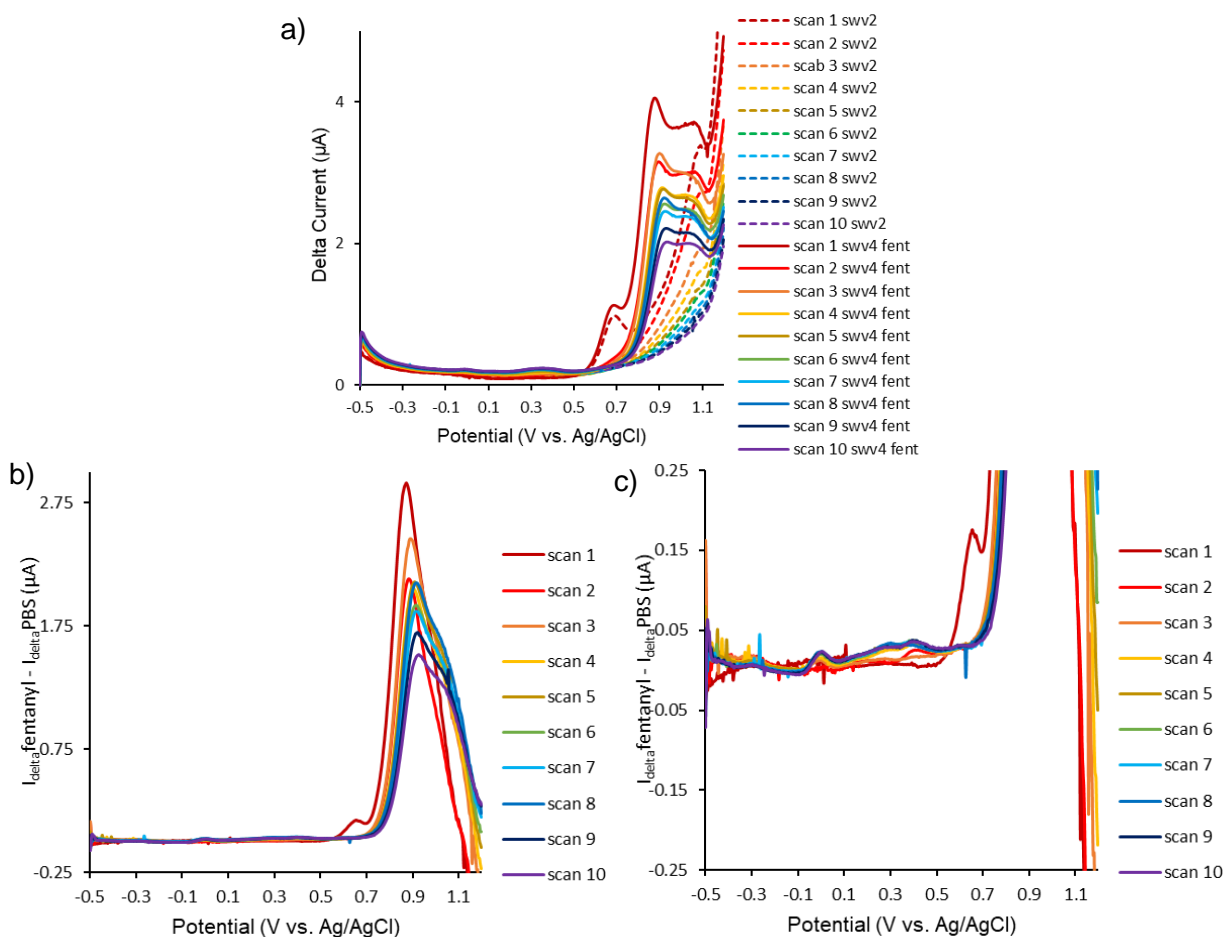 a)
Delta Current (µA)
4
2
0
-0.5 -0.3 -0.1 0.1 0.3 0.5 0.7 0.9 1.1
Potential (V vs. Ag/AgCl)
scan 1 swv2
scan 2 swv2
scab 3 swv2
scan 4 swv2
scan 5 swv2
scan 6 swv2
scan 7 swv2
scan 8 swv2
scan 9 swv2
scan 10 swv2
scan 1 swv4 fent
scan 2 swv4 fent
scan 3 swv4 fent
scan 4 swv4 fent
scan 5 swv4 fent
scan 6 swv4 fent
scan 7 swv4 fent
scan 8 swv4 fent
scan 9 swv4 fent
scan 10 swv4 fent
b)
I delta fentanyl - I delta PBS (µA)
2.75
1.75
0.75
-0.25
-0.5 -0.3 -0.1 0.1 0.3 0.5 0.7 0.9 1.1
Potential (V vs. Ag/AgCl)
scan 1
scan 2
scan 3
scan 4
scan 5
scan 6
scan 7
scan 8
scan 9
scan 10
c)
I delta fentanyl - I delta PBS (µA)
0.25
0.15
0.05
-0.05
-0.15
-0.25
-0.5 -0.3 -0.1 0.1 0.3 0.5 0.7 0.9 1.1
Potential (V vs. Ag/AgCl)
scan 1
scan 2
scan 3
scan 4
scan 5
scan 6
scan 7
scan 8
scan 9
scan 10